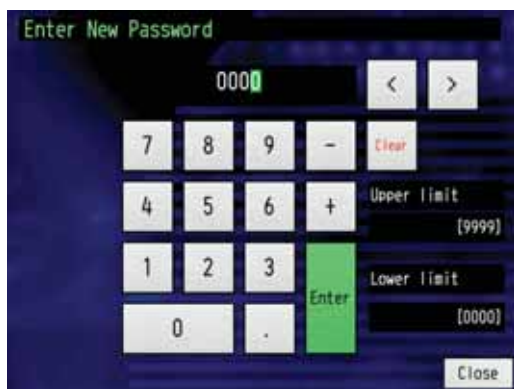 Enter New Password
0000
< >
7 8 9 - Clear
4 5 6 + Upper limit
[9999]
1 2 3 Enter Lower limit
0 . [0000]
Close